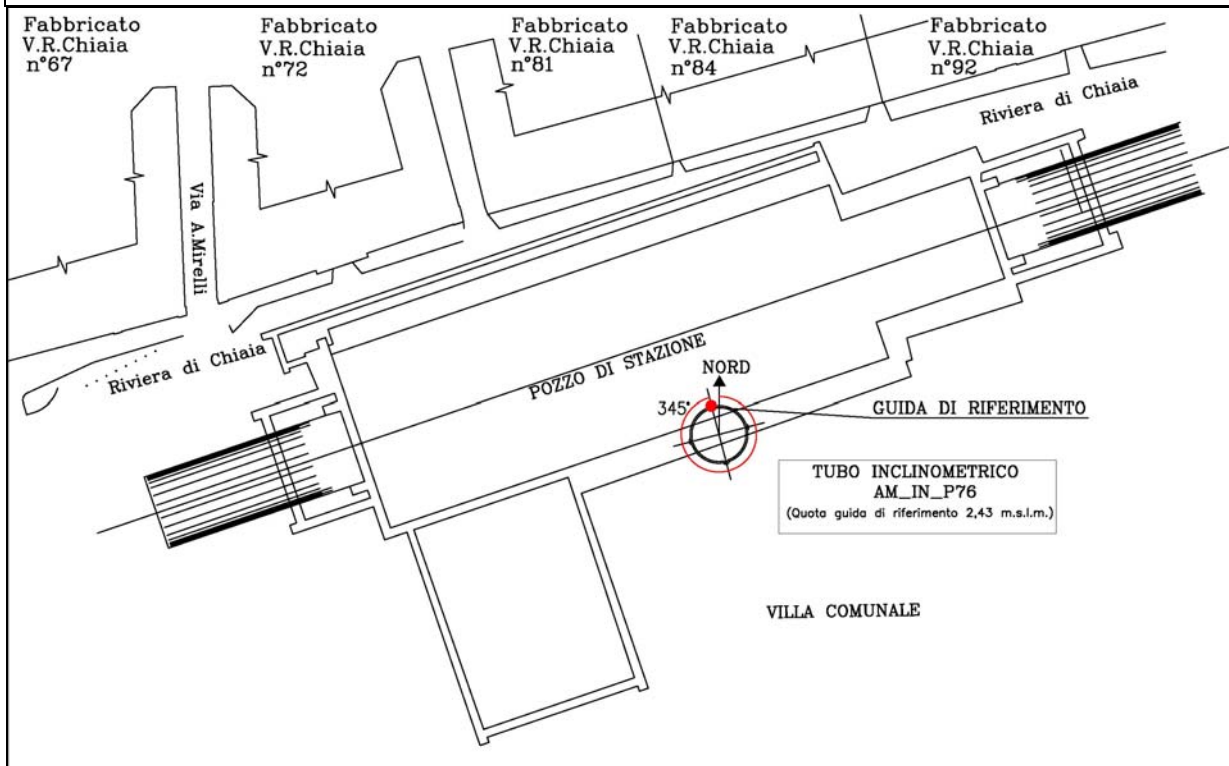 Fabbricato
V.R.Chiaia
n°67
Fabbricato
V.R.Chiaia
n°72
Fabbricato
V.R.Chiaia
n°81
Fabbricato
V.R.Chiaia
n°84
Fabbricato
V.R.Chiaia
n°92
Riviera di Chiaia
Via A.Mirelli
Riviera di Chiaia
POZZO DI STAZIONE
NORD
345°
GUIDA DI RIFERIMENTO
TUBO INCLINOMETRICO
AM_IN_P76
(Quota guida di riferimento 2,43 m.s.l.m.)
VILLA COMUNALE